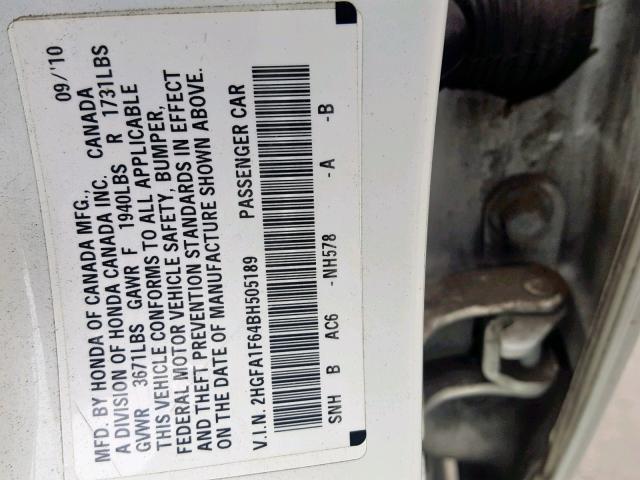 09/'10
MFD. BY HONDA OF CANADA MFG.,
A DIVISION OF HONDA CANADA INC. CANADA
GVWR 3671LBS GAWR F 1940LBS R 1731LBS
THIS VEHICLE CONFORMS TO ALL APPLICABLE
FEDERAL MOTOR VEHICLE SAFETY, BUMPER,
AND THEFT PREVENTION STANDARDS IN EFFECT
ON THE DATE OF MANUFACTURE SHOWN ABOVE.
V.I.N. 2HGFA1F64BH505189 PASSENGER CAR
SNH B AC6 -NH578 -A -B